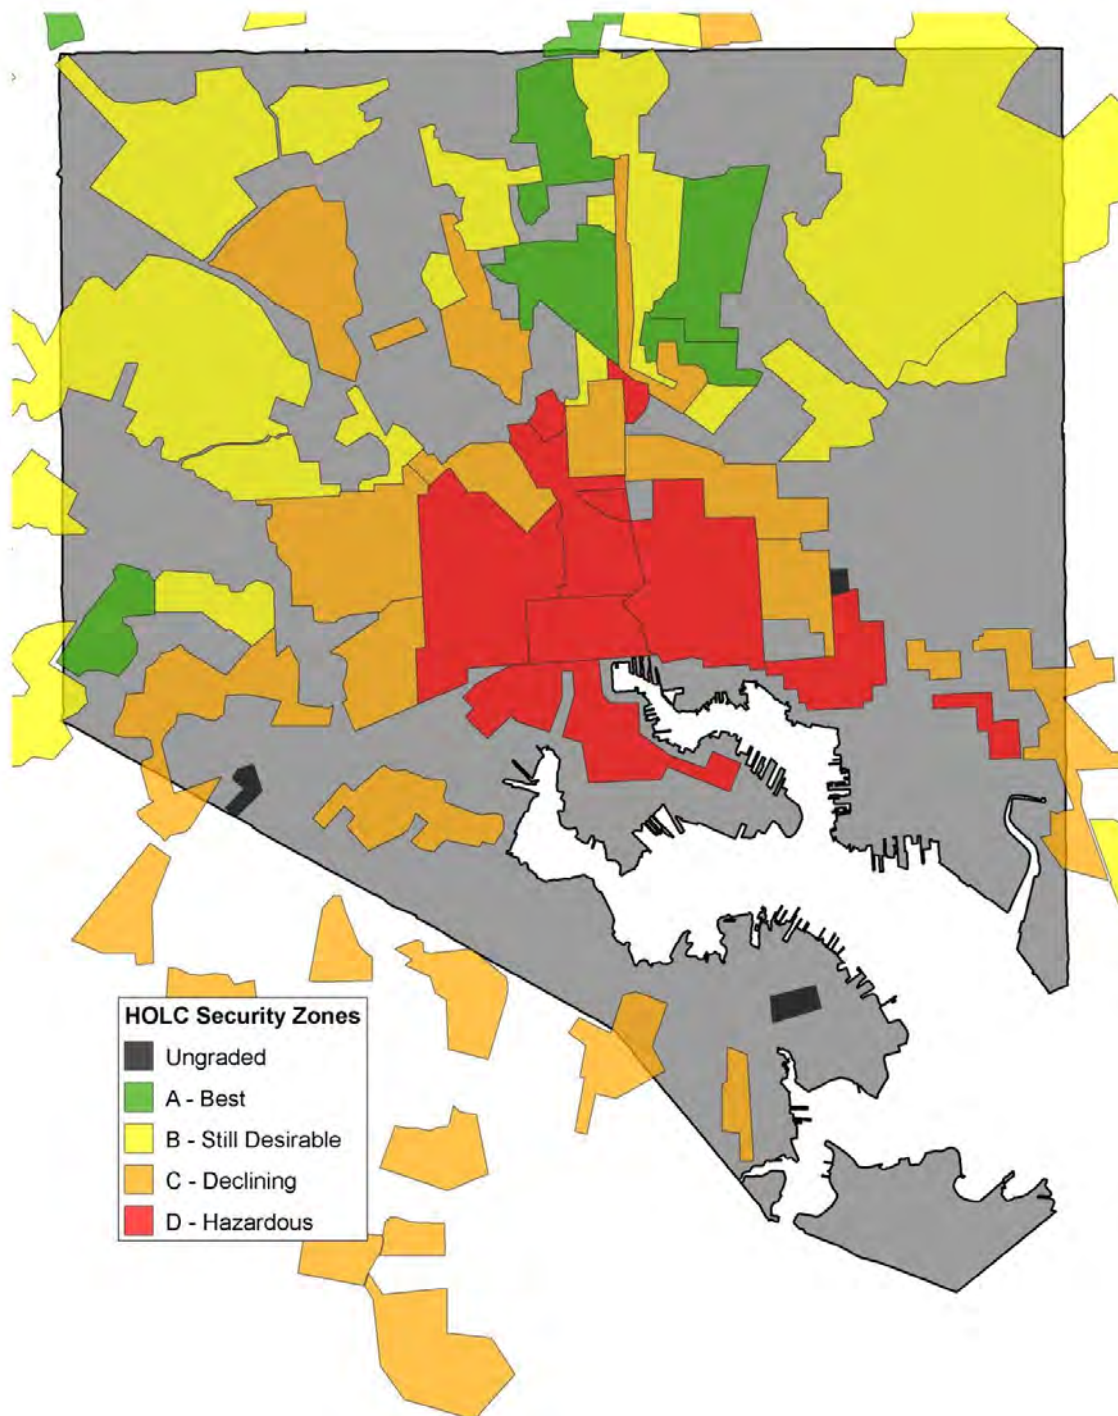 HOLC Security Zones
Ungraded
A - Best
B - Still Desirable
C - Declining
D - Hazardous